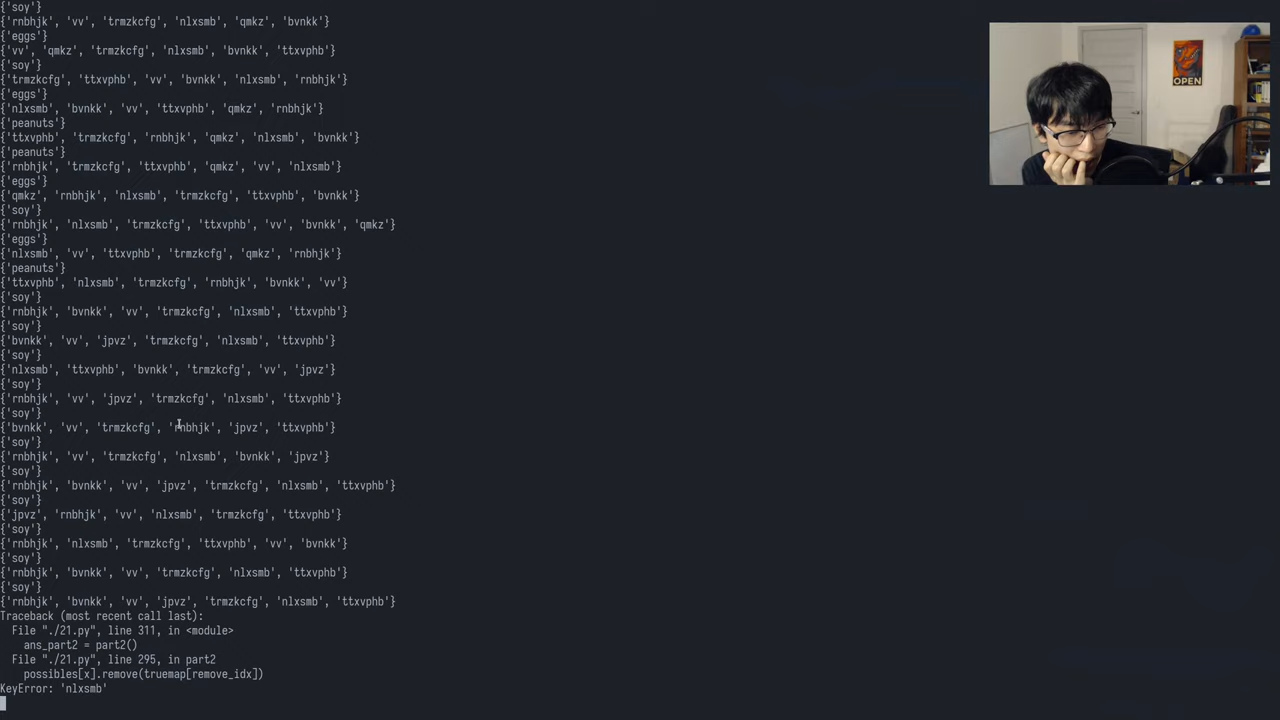 {'soy'}
{'rnbhjk', 'vv', 'trmzkcfg', 'nlxsmb', 'qmkz', 'bvnkk'}
{'eggs'}
{'vv', 'qmkz', 'trmzkcfg', 'nlxsmb', 'bvnkk', 'ttxvphb'}
{'soy'}
{'trmzkcfg', 'ttxvphb', 'vv', 'bvnkk', 'nlxsmb', 'rnbhjk'}
{'eggs'}
{'nlxsmb', 'bvnkk', 'vv', 'ttxvphb', 'qmkz', 'rnbhjk'}
{'peanuts'}
{'ttxvphb', 'trmzkcfg', 'rnbhjk', 'qmkz', 'nlxsmb', 'bvnkk'}
{'peanuts'}
{'rnbhjk', 'trmzkcfg', 'ttxvphb', 'qmkz', 'vv', 'nlxsmb'}
{'eggs'}
{'qmkz', 'rnbhjk', 'nlxsmb', 'trmzkcfg', 'ttxvphb', 'bvnkk'}
{'soy'}
{'rnbhjk', 'nlxsmb', 'trmzkcfg', 'ttxvphb', 'vv', 'bvnkk', 'qmkz'}
{'eggs'}
{'nlxsmb', 'vv', 'ttxvphb', 'trmzkcfg', 'qmkz', 'rnbhjk'}
{'peanuts'}
{'ttxvphb', 'nlxsmb', 'trmzkcfg', 'rnbhjk', 'bvnkk', 'vv'}
{'soy'}
{'rnbhjk', 'bvnkk', 'vv', 'trmzkcfg', 'nlxsmb', 'ttxvphb'}
{'soy'}
{'bvnkk', 'vv', 'jpvz', 'trmzkcfg', 'nlxsmb', 'ttxvphb'}
{'soy'}
{'nlxsmb', 'ttxvphb', 'bvnkk', 'trmzkcfg', 'vv', 'jpvz'}
{'soy'}
{'rnbhjk', 'vv', 'jpvz', 'trmzkcfg', 'nlxsmb', 'ttxvphb'}
{'soy'}
{'bvnkk', 'vv', 'trmzkcfg', 'rnbhjk', 'jpvz', 'ttxvphb'}
{'soy'}
{'rnbhjk', 'vv', 'trmzkcfg', 'nlxsmb', 'bvnkk', 'jpvz'}
{'soy'}
{'rnbhjk', 'bvnkk', 'vv', 'jpvz', 'trmzkcfg', 'nlxsmb', 'ttxvphb'}
{'soy'}
{'jpvz', 'rnbhjk', 'vv', 'nlxsmb', 'trmzkcfg', 'ttxvphb'}
{'soy'}
{'rnbhjk', 'nlxsmb', 'trmzkcfg', 'ttxvphb', 'vv', 'bvnkk'}
{'soy'}
{'rnbhjk', 'bvnkk', 'vv', 'trmzkcfg', 'nlxsmb', 'ttxvphb'}
{'soy'}
{'rnbhjk', 'bvnkk', 'vv', 'jpvz', 'trmzkcfg', 'nlxsmb', 'ttxvphb'}
Traceback (most recent call last):
File "./21.py", line 311, in <module>
ans_part2 = part2()
File "./21.py", line 295, in part2
possibles[x].remove(truemap[remove_idx])
KeyError: 'nlxsmb'
OPEN